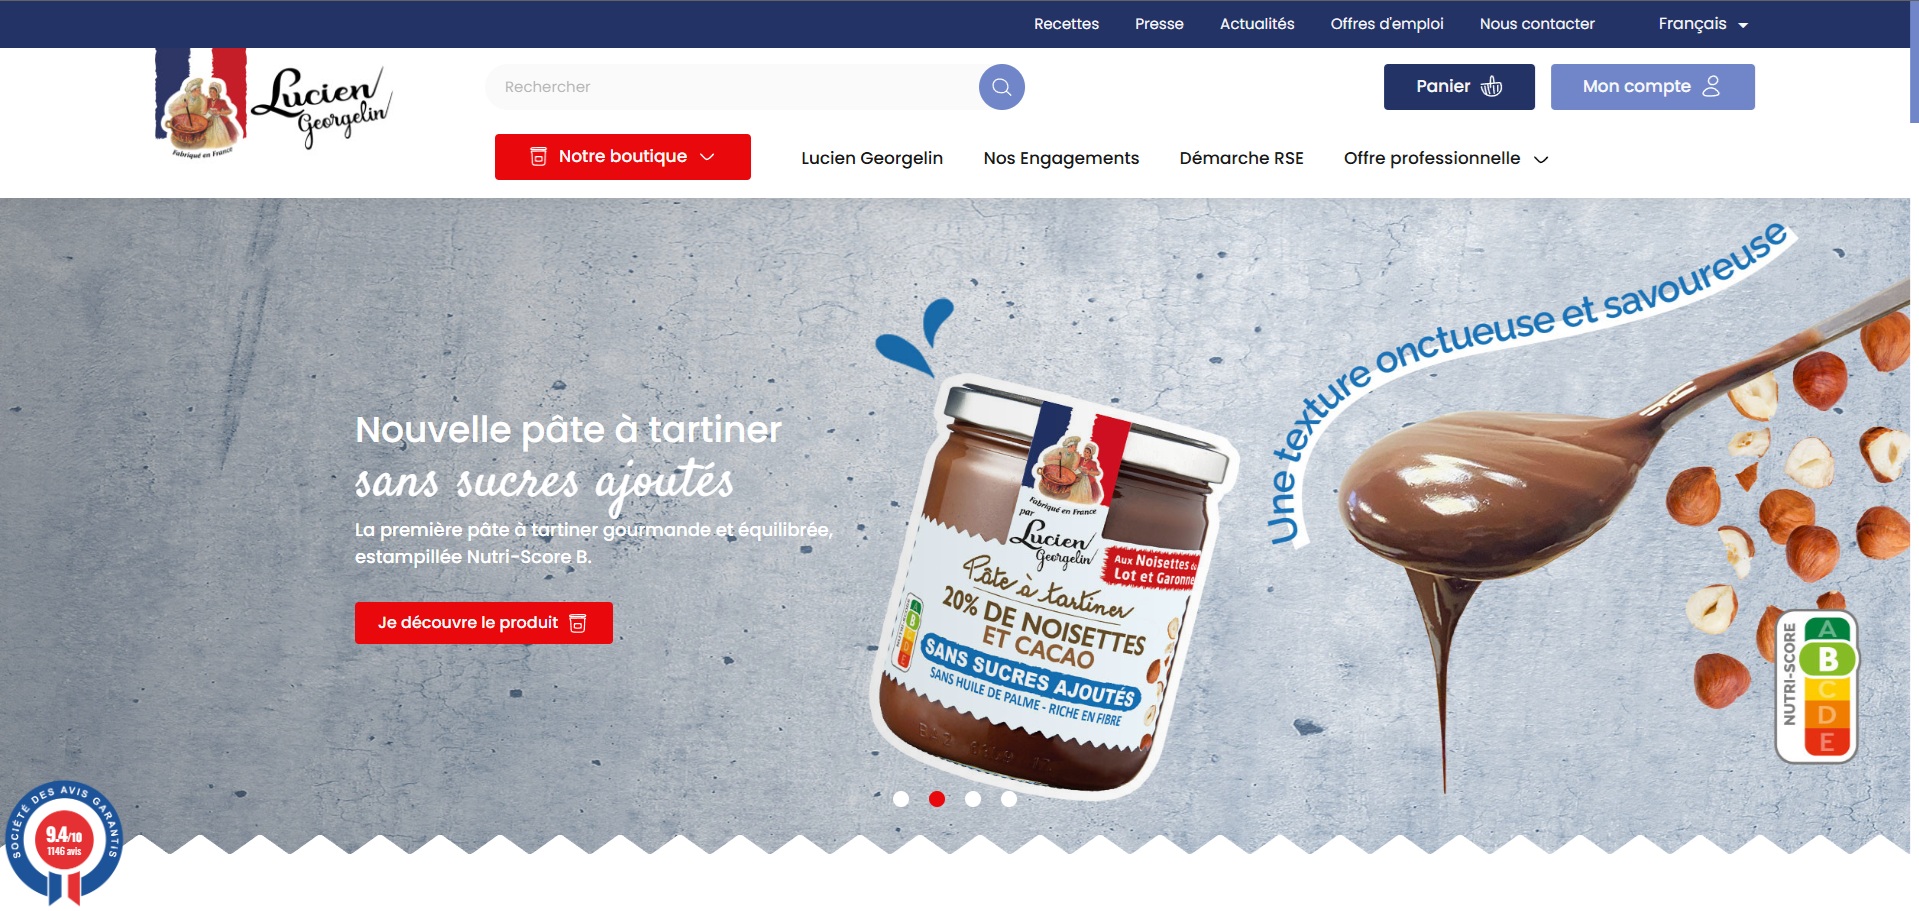 Recettes
Presse
Actualités
Offres d'emploi
Nous contacter
Français
Lucien
Georgelin
Fabriqué en France
Rechercher
Panier
Mon compte
Notre boutique
Lucien Georgelin
Nos Engagements
Démarche RSE
Offre professionnelle
Nouvelle pâte à tartiner
sans sucres ajoutés
La première pâte à tartiner gourmande et équilibrée,
estampillée Nutri-Score B.
Je découvre le produit
Fabriqué en France
par
Lucien
Georgelin
Aux Noisettes du
Lot et Garonne
Pâte à tartiner
20% DE NOISETTES
ET CACAO
SANS SUCRES AJOUTÉS
SANS HUILE DE PALME - RICHE EN FIBRE
Une texture onctueuse et savoureuse
NUTRI-SCORE
A
B
C
D
E
SOCIÉTÉ DES AVIS GARANTIS
9.4/10
1146 avis